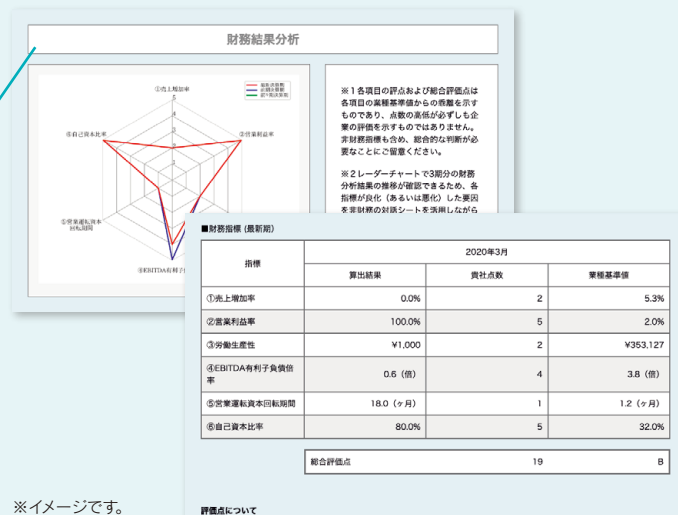 財務結果分析
①売上増加率
5
4
3
2
1
②営業利益率
⑥自己資本比率
⑤営業運転資本
回転期間
※1各項目の評点および総合評価点は
各項目の業種基準値からの乖離を示す
ものであり、点数の高低が必ずしも企
業の評価を示すものではありません。
非財務指標も含め、総合的な判断が必
要なことにご留意ください。
※2レーダーチャートで3期分の財務
分析結果の推移が確認できるため、各
指標が良化（あるいは悪化）した要因
を非財務の対話シートを活用しながら
■財務指標 (最新期)
指標 2020年3月
算出結果 貴社点数 業種基準値
①売上増加率 0.0% 2 5.3%
②営業利益率 100.0% 5 2.0%
③労働生産性 ¥1,000 2 ¥353,127
④EBITDA有利子負債倍
率 0.6（倍） 4 3.8（倍）
⑤営業運転資本回転期間 18.0（ヶ月） 1 1.2（ヶ月）
⑥自己資本比率 80.0% 5 32.0%
総合評価点 19 B
評価点について
※イメージです。